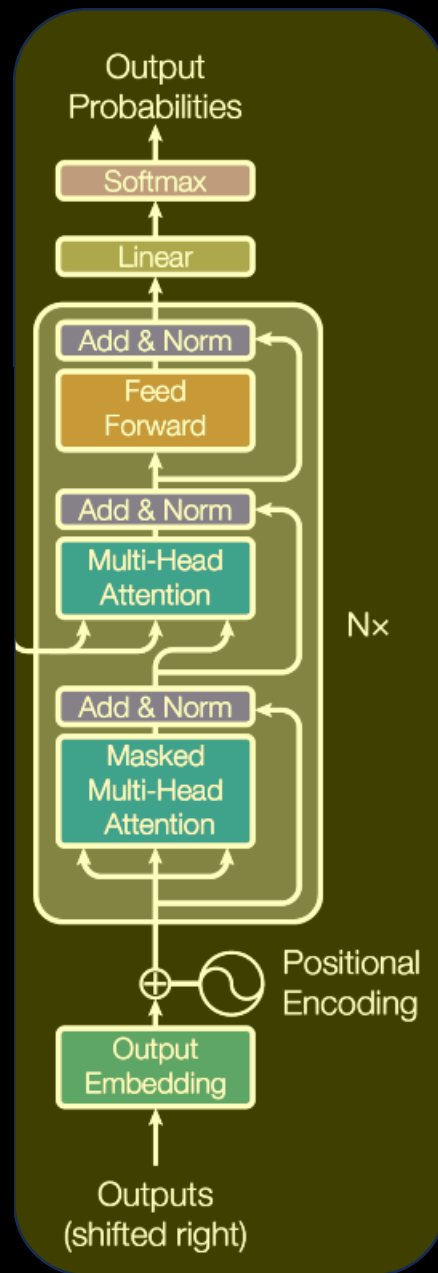 Output
Probabilities
Softmax
Linear
Add & Norm
Feed
Forward
Add & Norm
Multi-Head
Attention
N×
Add & Norm
Masked
Multi-Head
Attention
Positional
Encoding
Output
Embedding
Outputs
(shifted right)